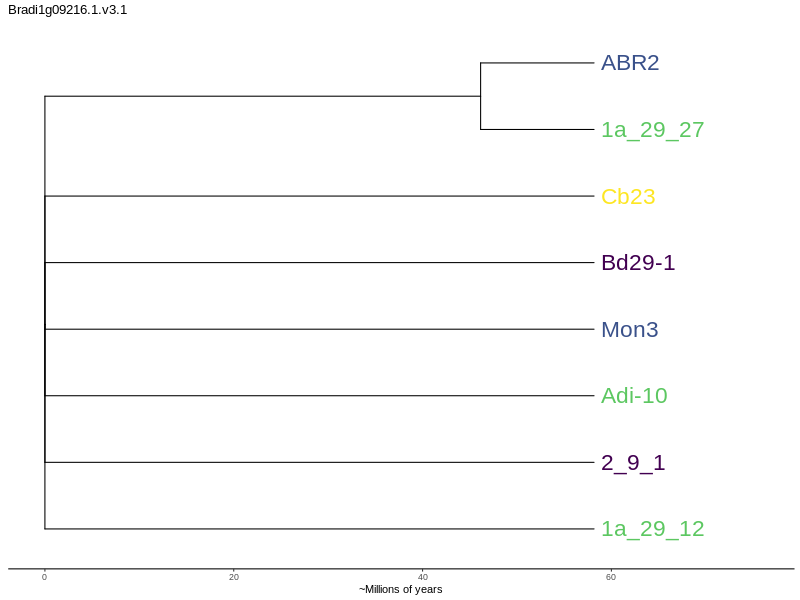 Bradi1g09216.1.v3.1
ABR2
1a_29_27
Cb23
Bd29-1
Mon3
Adi-10
2_9_1
1a_29_12
0 20 40 60
~Millions of years